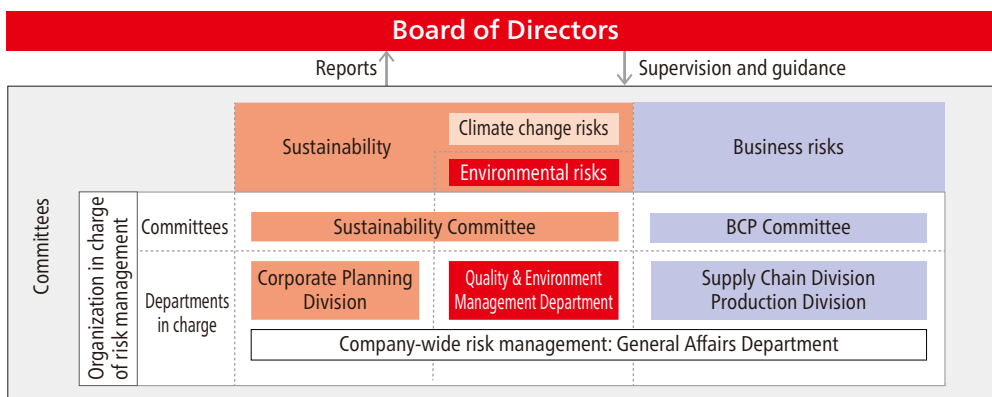 Board of Directors
Reports
Supervision and guidance
Committees
Organization in charge
of risk management
Sustainability
Climate change risks
Environmental risks
Business risks
Committees
Sustainability Committee
BCP Committee
Departments
in charge
Corporate Planning
Division
Quality & Environment
Management Department
Supply Chain Division
Production Division
Company-wide risk management: General Affairs Department